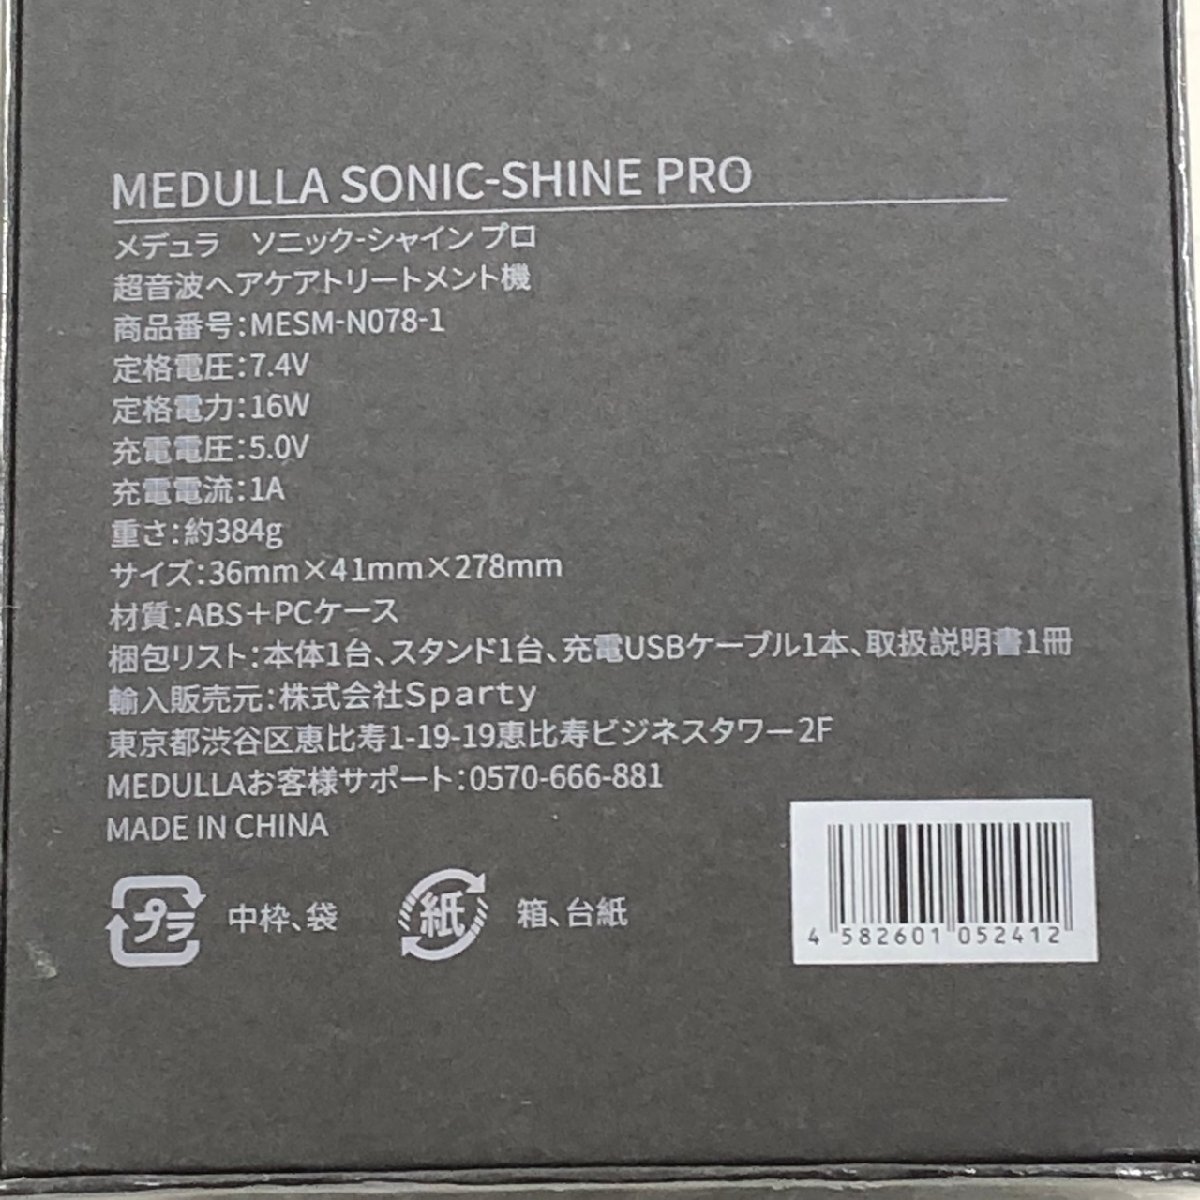 MEDULLA SONIC-SHINE PRO
メデュラ　ソニック-シャイン プロ
超音波ヘアケアトリートメント機
商品番号:MESM-N078-1
定格電圧:7.4V
定格電力:16W
充電電圧:5.0V
充電電流:1A
重さ:約384g
サイズ:36mm×41mm×278mm
材質:ABS＋PCケース
梱包リスト:本体1台、スタンド1台、充電USBケーブル1本、取扱説明書1冊
輸入販売元:株式会社Sparty
東京都渋谷区恵比寿1-19-19恵比寿ビジネスタワー2F
MEDULLAお客様サポート:0570-666-881
MADE IN CHINA
プラ 中枠、袋 紙 箱、台紙
4 582601 052412